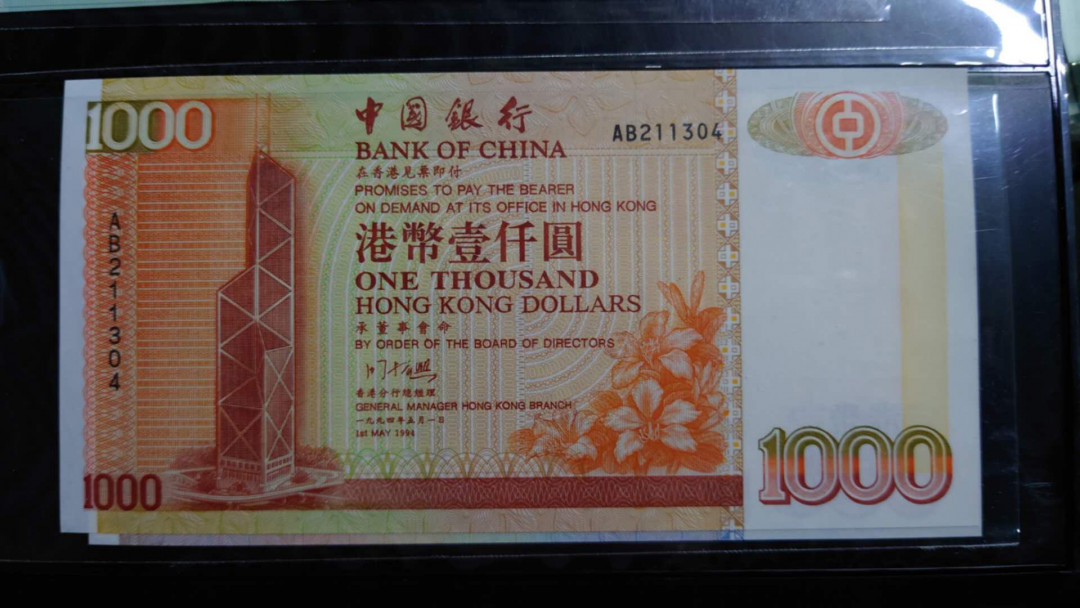 1000
中國銀行
AB211304
BANK OF CHINA
在香港見票即付
PROMISES TO PAY THE BEARER
ON DEMAND AT ITS OFFICE IN HONG KONG
AB211304
港幣壹仟圓
ONE THOUSAND
HONG KONG DOLLARS
承董事會命
BY ORDER OF THE BOARD OF DIRECTORS
香港分行總經理
GENERAL MANAGER HONG KONG BRANCH
一九九四年五月一日
1st MAY 1994
1000
1000